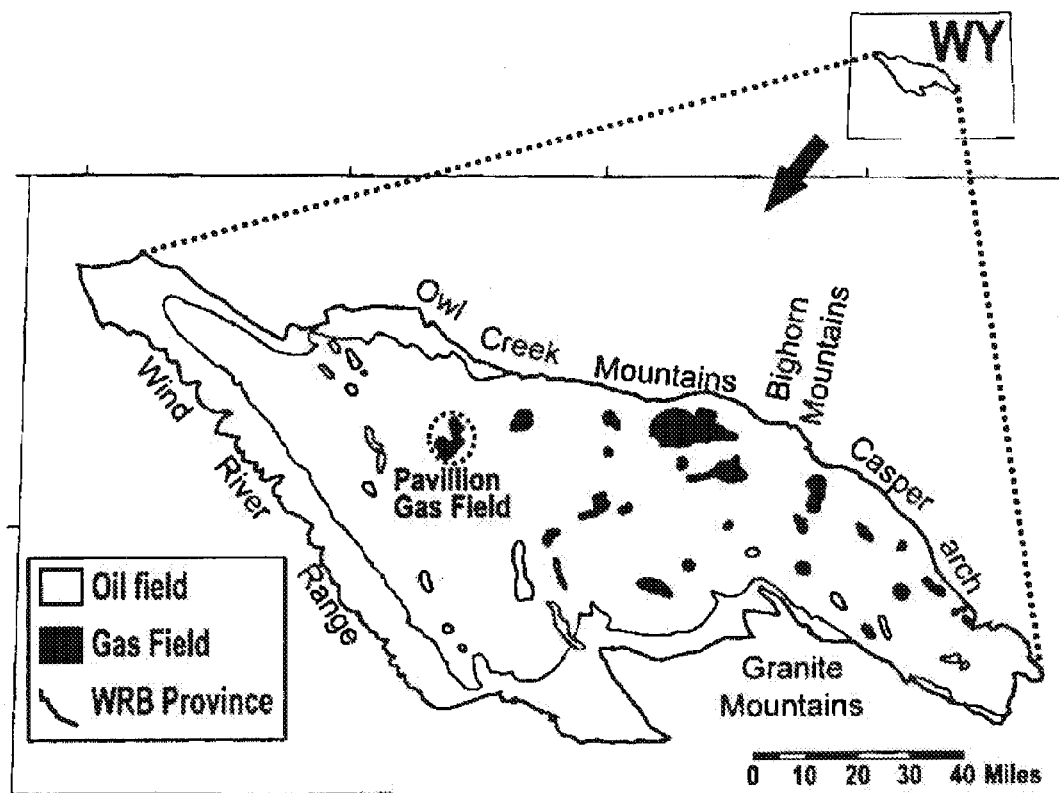 WY
Owl
Creek
Mountains
Bighorn
Mountains
Casper
arch
Wind
River
Range
Pavillion
Gas Field
Granite
Mountains
Oil field
Gas Field
WRB Province
0 10 20 30 40 Miles